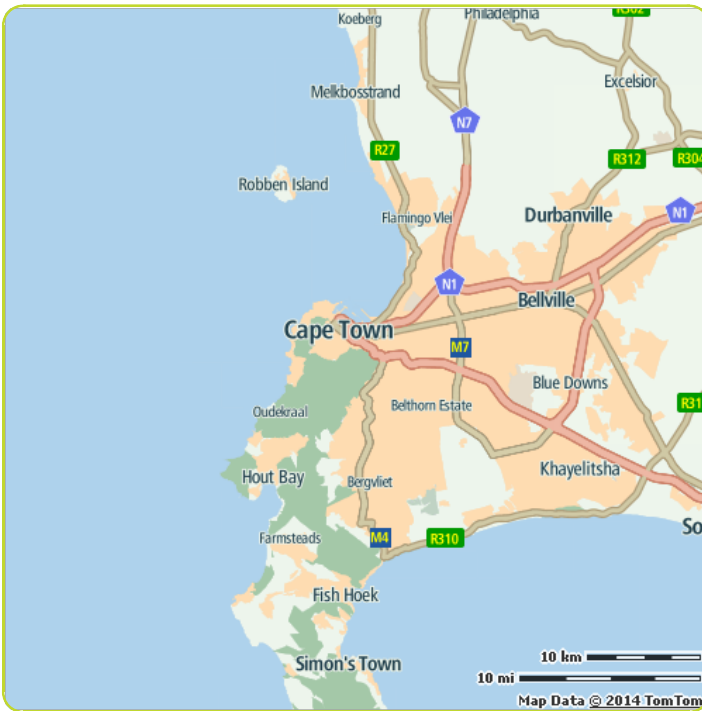 Koeberg
Philadelphia
R302
Excelsior
Melkbosstrand
N7
R27
R312
R304
Robben Island
Flamingo Vlei
Durbanville
N1
N1
Bellville
Cape Town
M7
Blue Downs
R31
Oudekraal
Belthorn Estate
Khayelitsha
Hout Bay
Bergvliet
So
Farmsteads
M4
R310
Fish Hoek
10 km
Simon's Town
10 mi
Map Data © 2014 TomTom